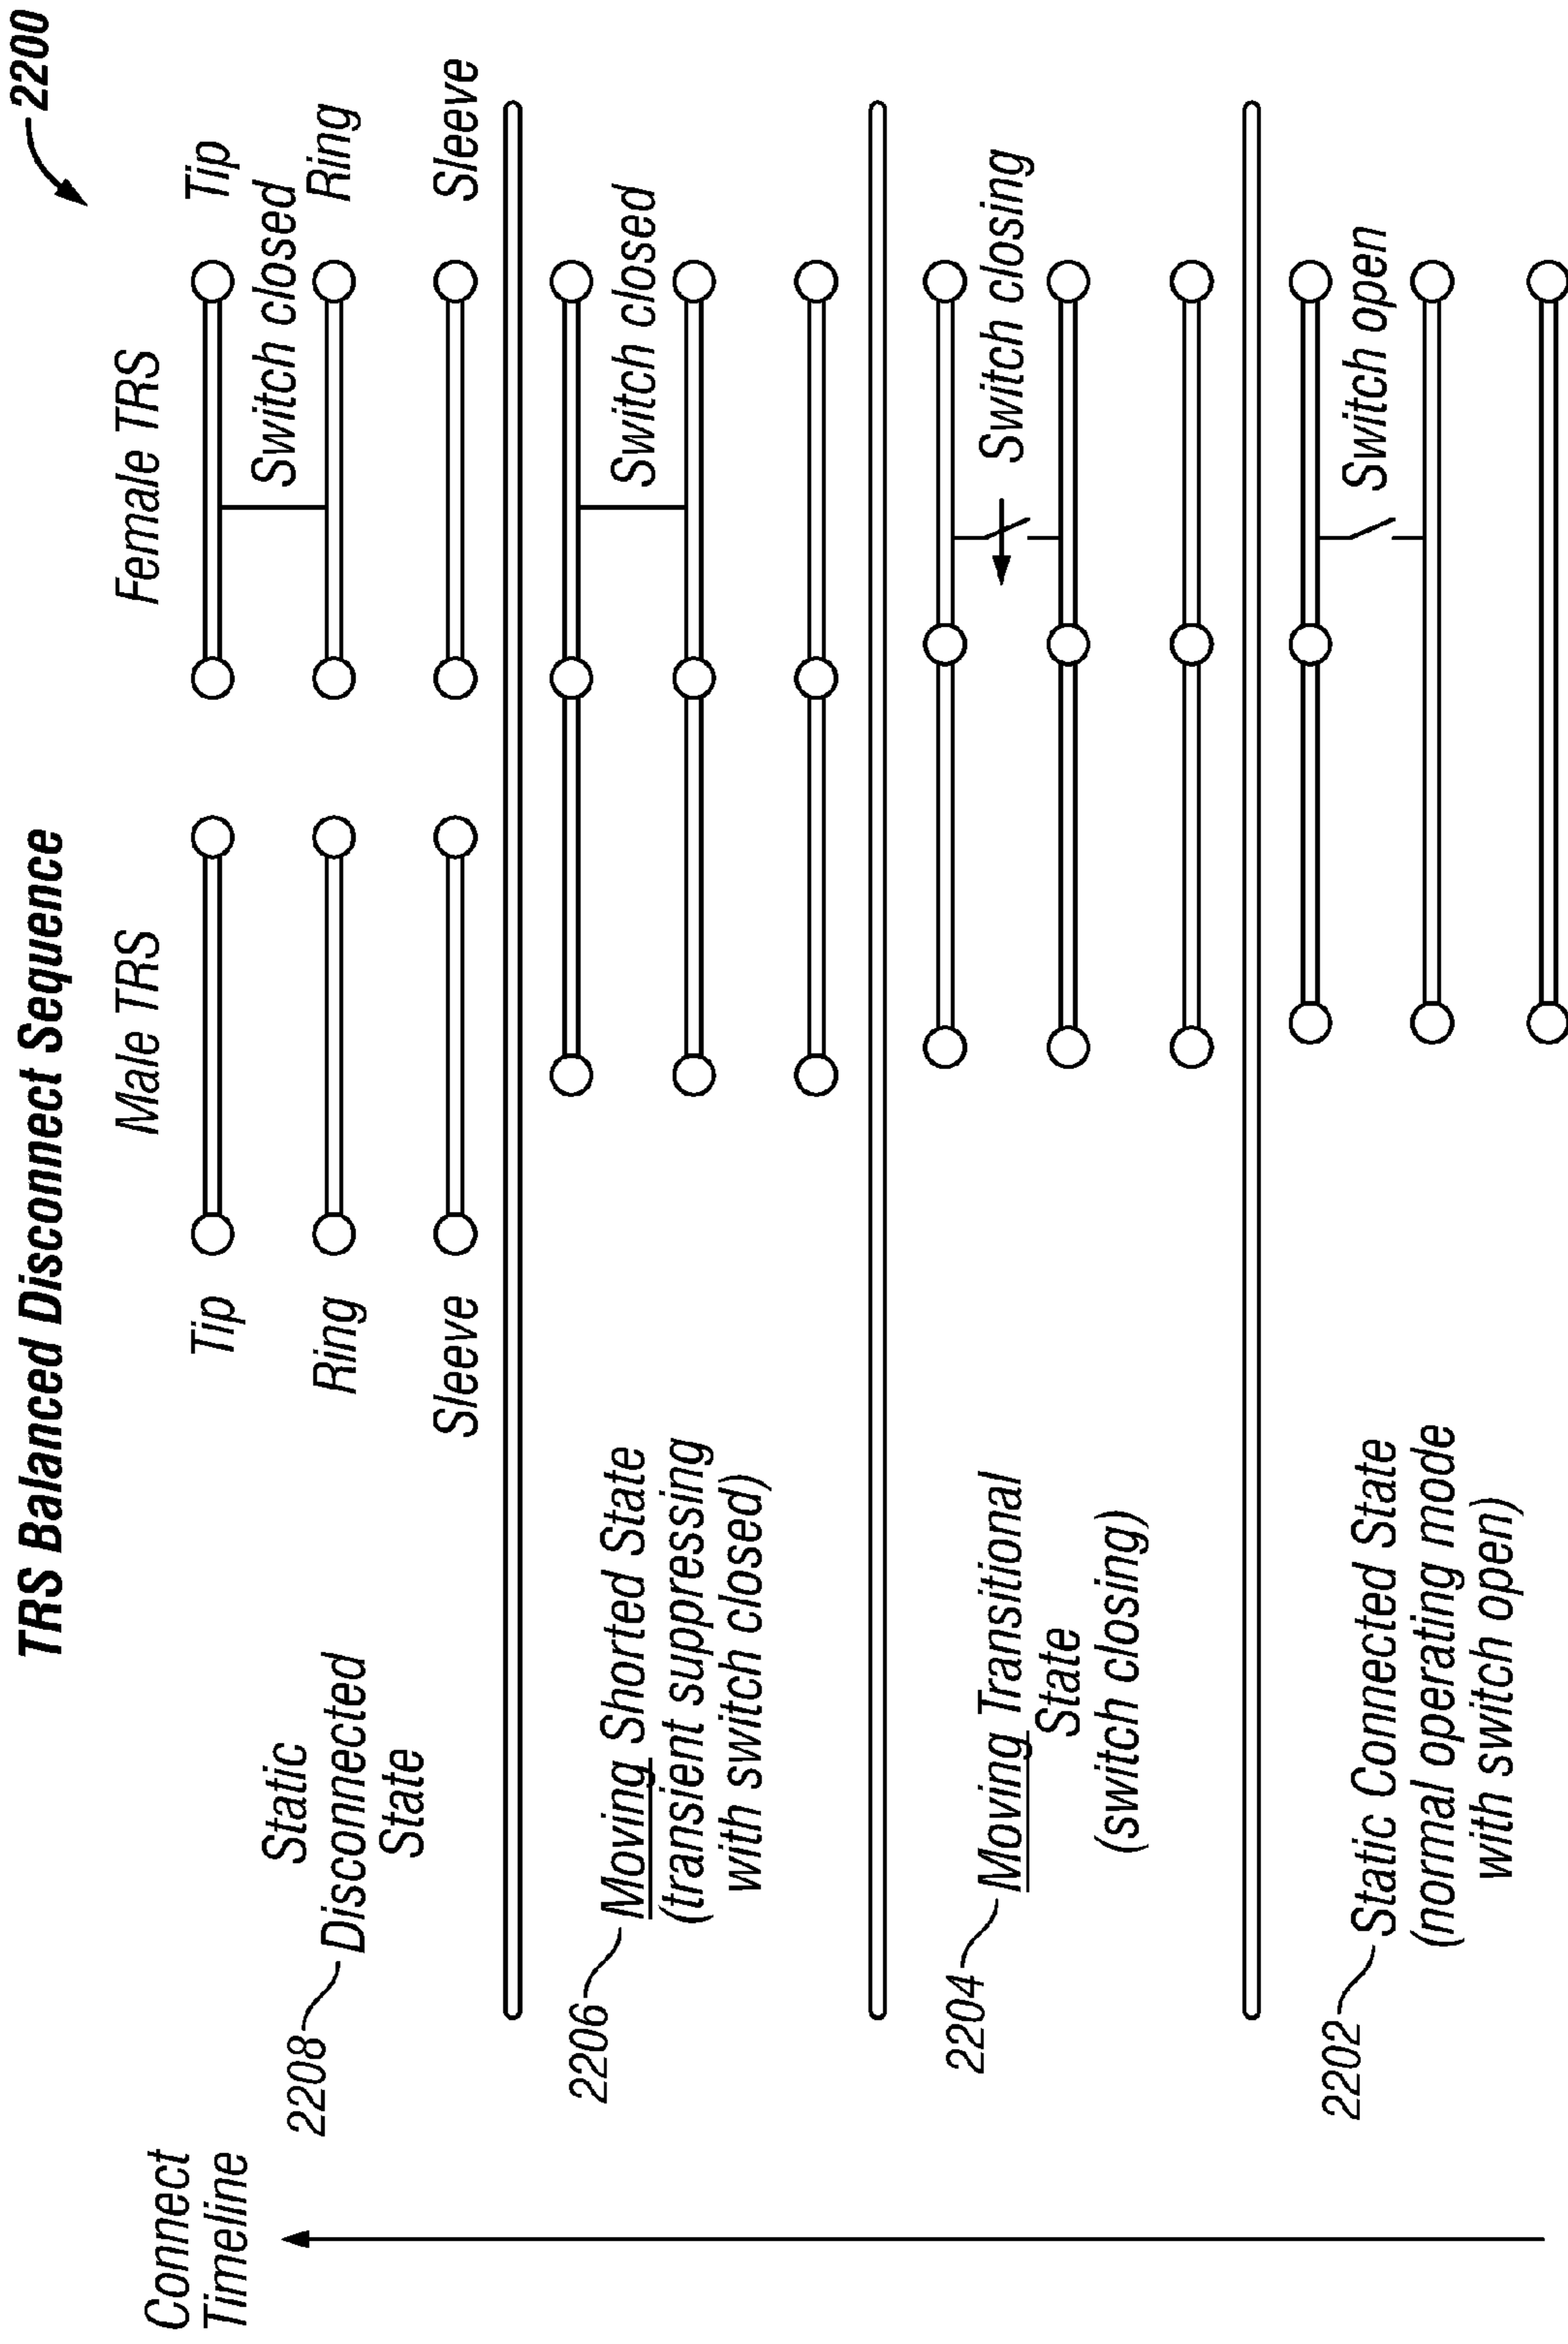 2200
TRS Balanced Disconnect Sequence
Male TRS
Female TRS
Connect
Timeline
2208
Static
Disconnected
State
Tip
Ring
Sleeve
Tip
Switch closed
Ring
Sleeve
2206
Moving Shorted State
(transient suppressing
with switch closed)
Switch closed
2204
Moving Transitional
State
(switch closing)
Switch closing
2202
Static Connected State
(normal operating mode
with switch open)
Switch open